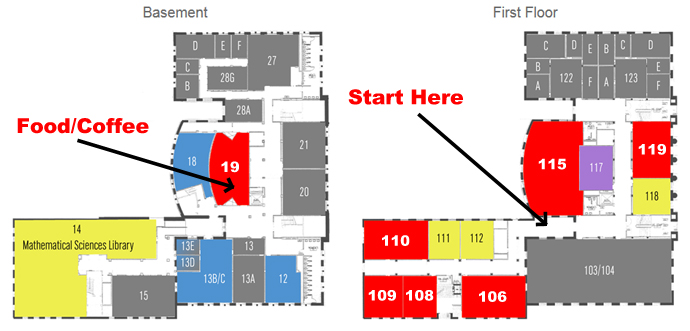 Basement
First Floor
D E F
27
C
B
28G
28A
Food/Coffee
18
19
21
20
14
Mathematical Sciences Library
13E
13D
13
13B/C
13A
12
15
C D E B B C D
B
A
122
F
A
123
E
F
Start Here
115
117
119
118
110
111
112
109
108
106
103/104